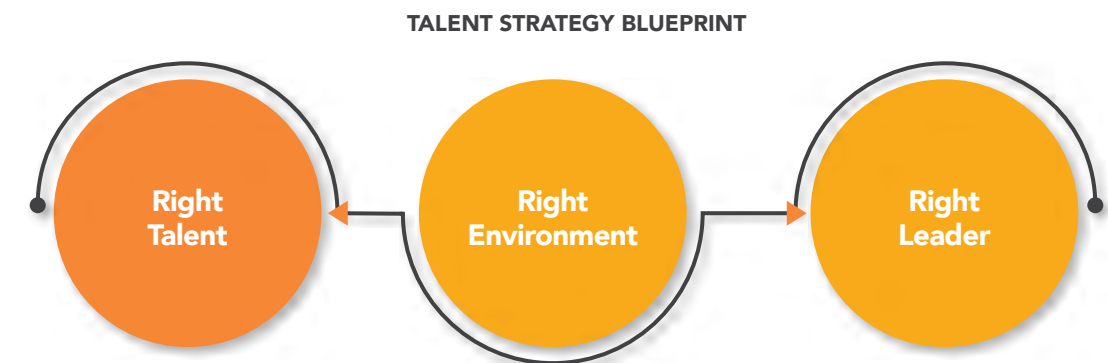 TALENT STRATEGY BLUEPRINT
Right
Talent
Right
Environment
Right
Leader